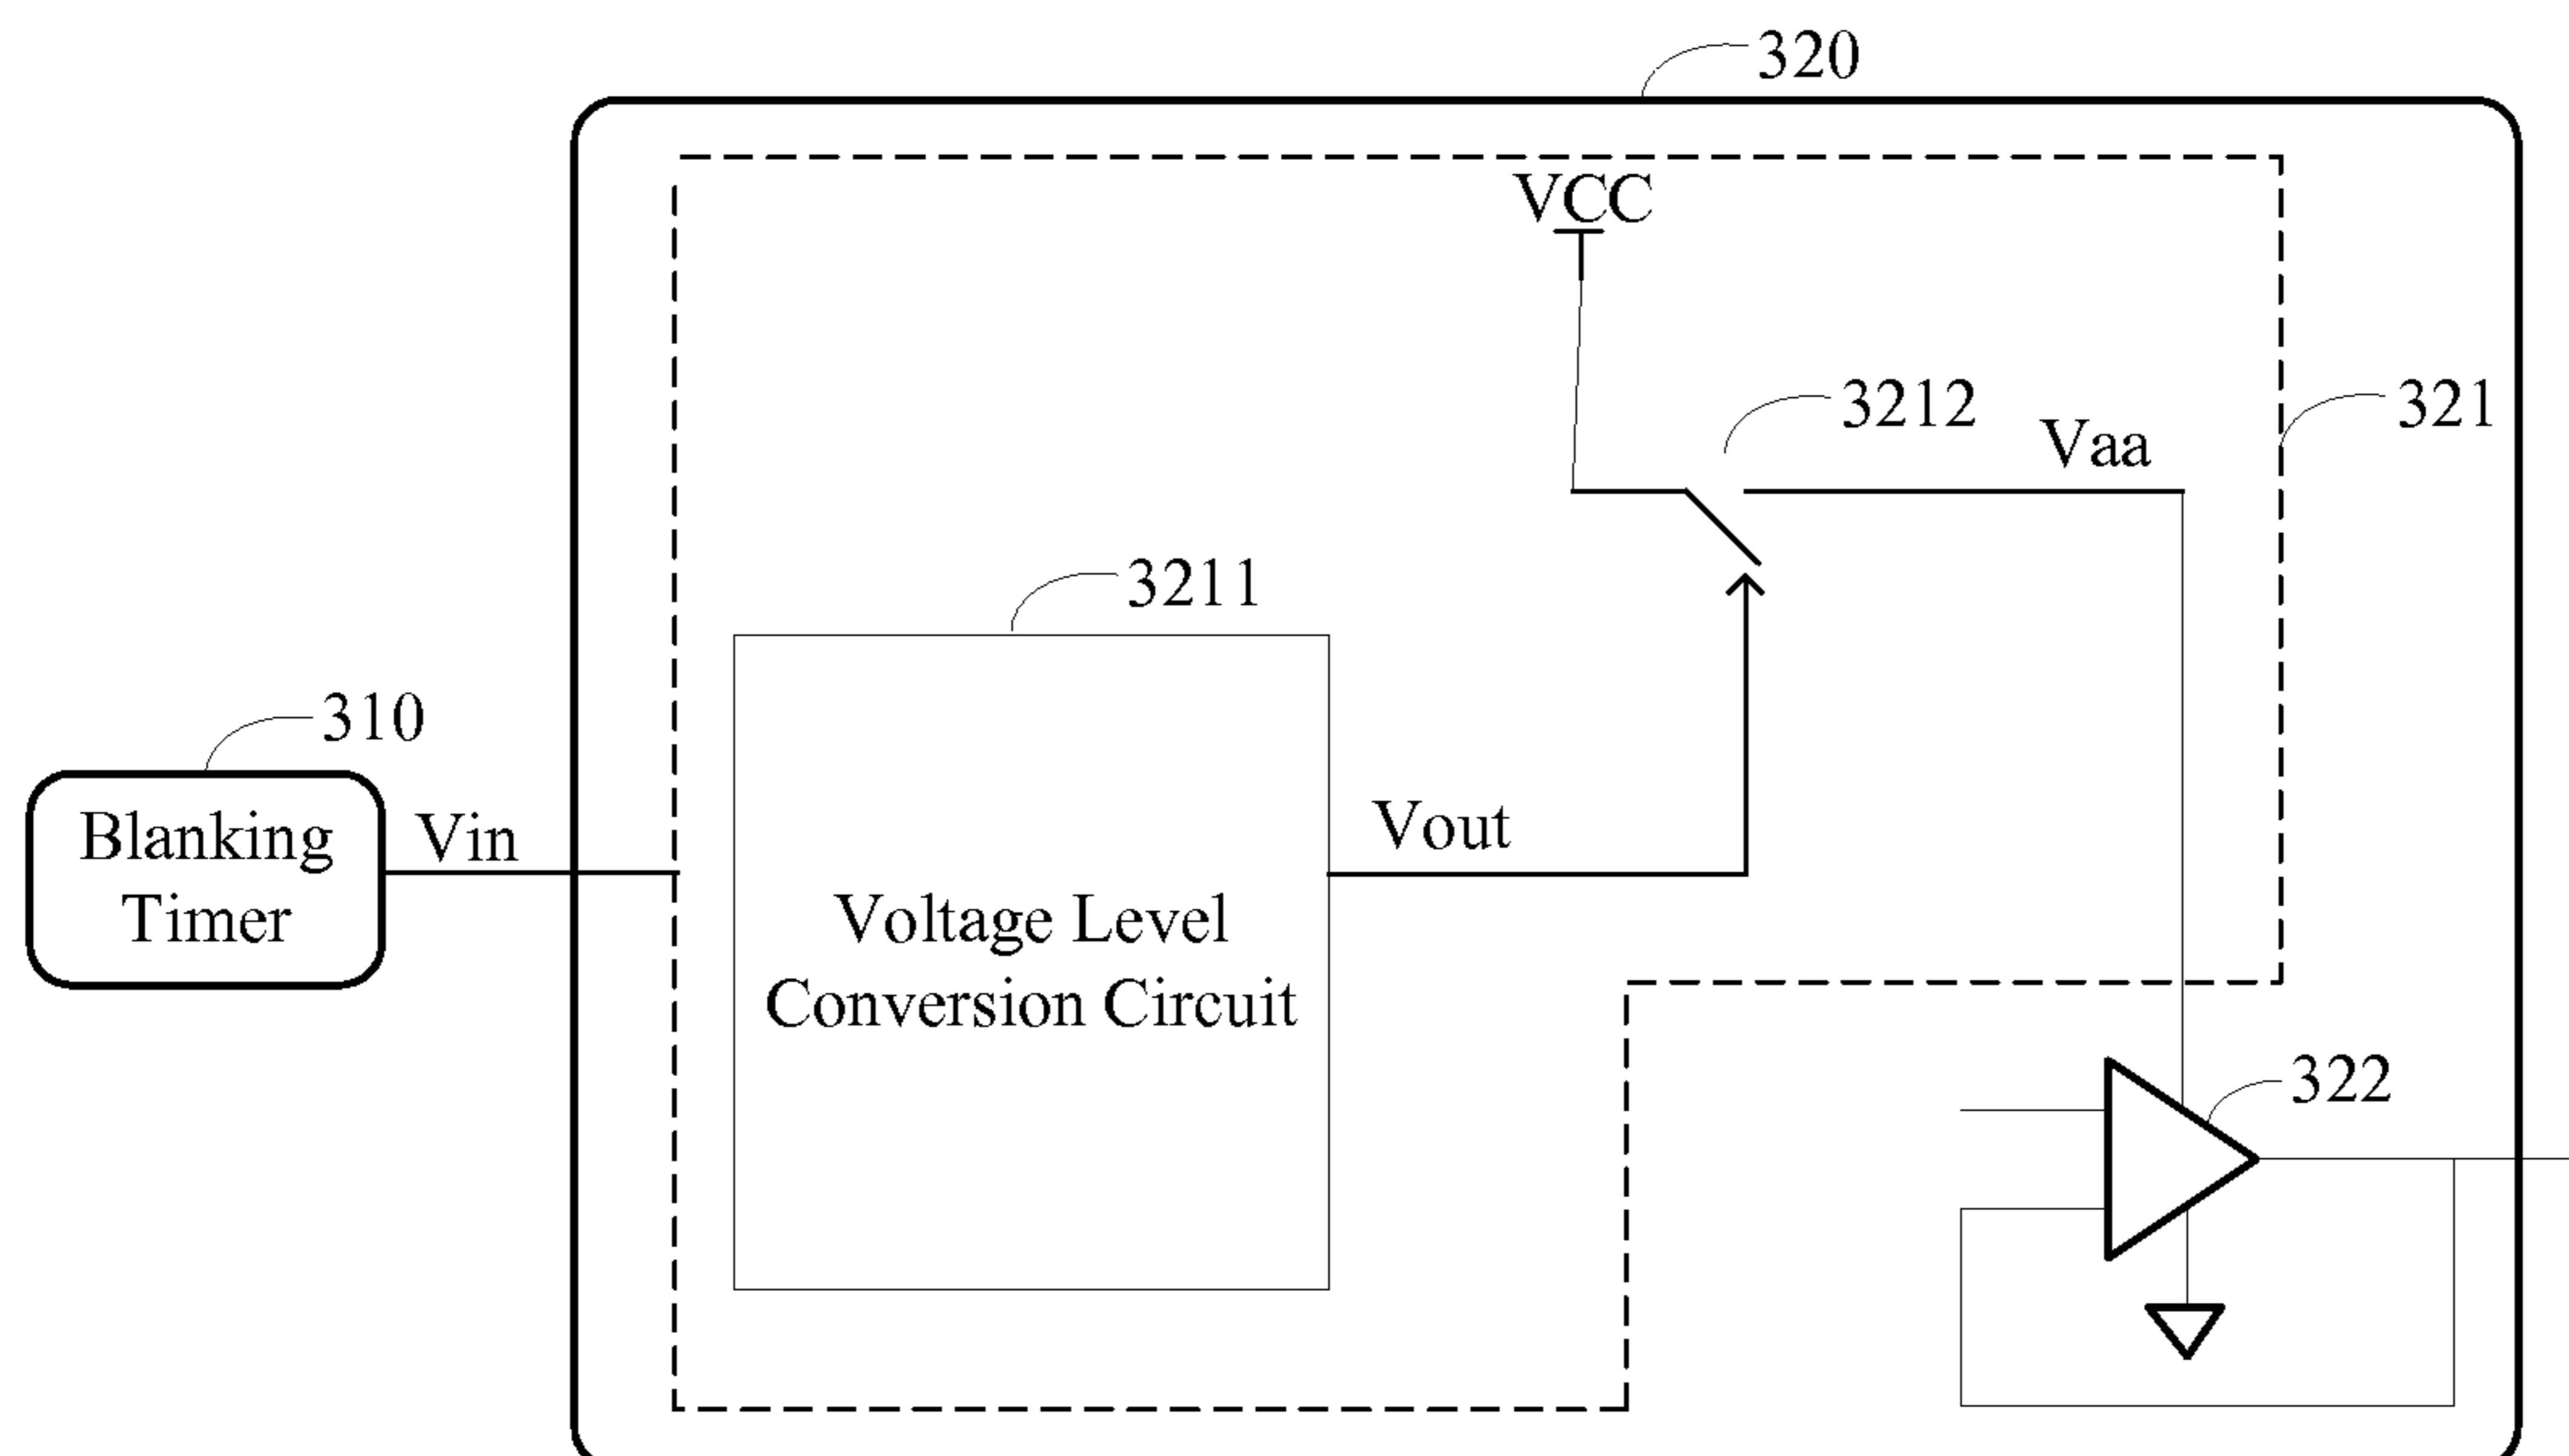 320
VCC
3212
321
Vaa
3211
310
Blanking
Timer
Vin
Vout
Voltage Level
Conversion Circuit
322